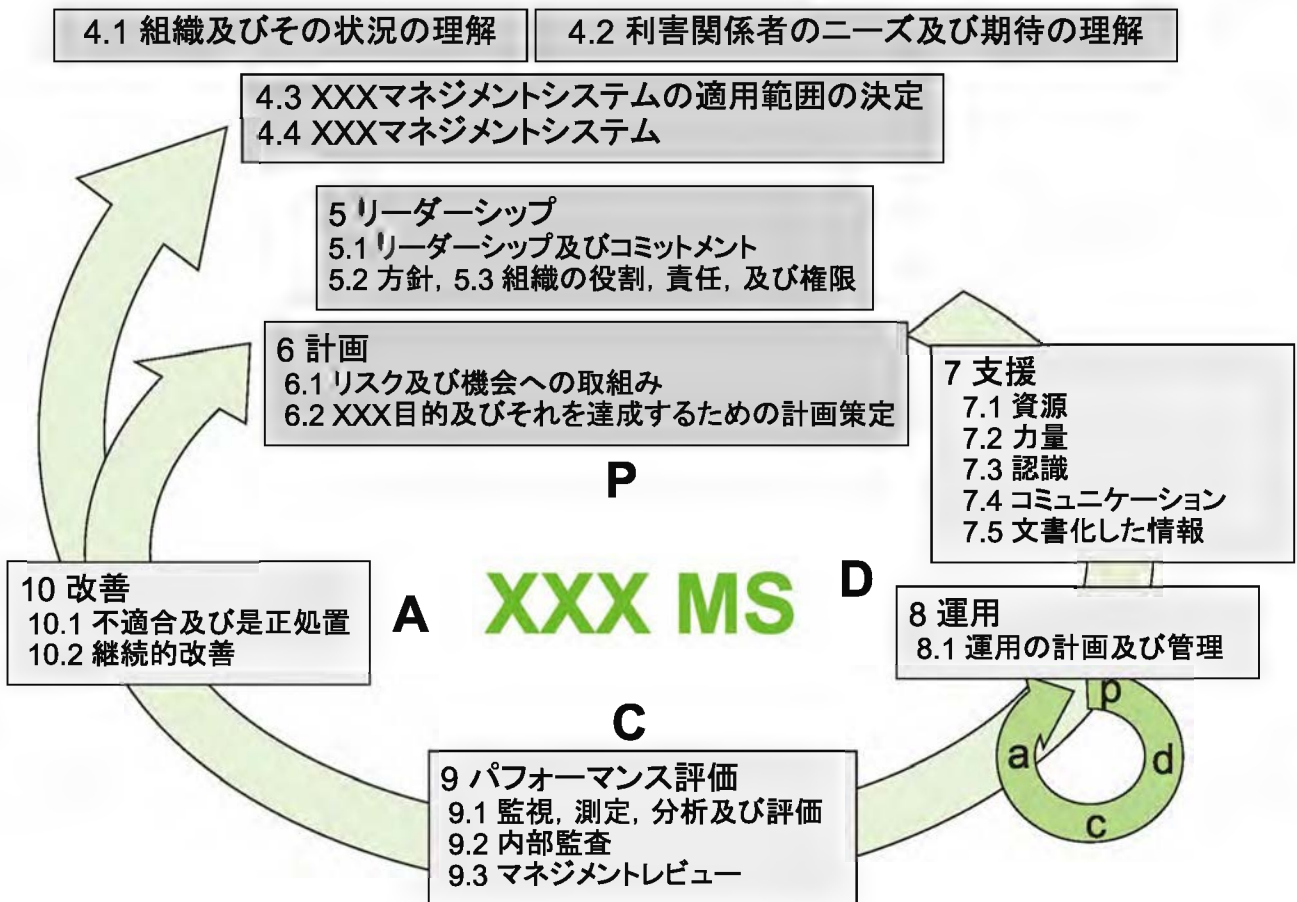 4.1 組織及びその状況の理解
4.2 利害関係者のニーズ及び期待の理解
4.3 XXXマネジメントシステムの適用範囲の決定
4.4 XXXマネジメントシステム
5 リーダーシップ
5.1 リーダーシップ及びコミットメント
5.2 方針, 5.3 組織の役割, 責任, 及び権限
6 計画
6.1 リスク及び機会への取組み
6.2 XXX目的及びそれを達成するための計画策定
P
7 支援
7.1 資源
7.2 力量
7.3 認識
7.4 コミュニケーション
7.5 文書化した情報
D
8 運用
8.1 運用の計画及び管理
p
d
c
a
XXX MS
C
9 パフォーマンス評価
9.1 監視, 測定, 分析及び評価
9.2 内部監査
9.3 マネジメントレビュー
A
10 改善
10.1 不適合及び是正処置
10.2 継続的改善